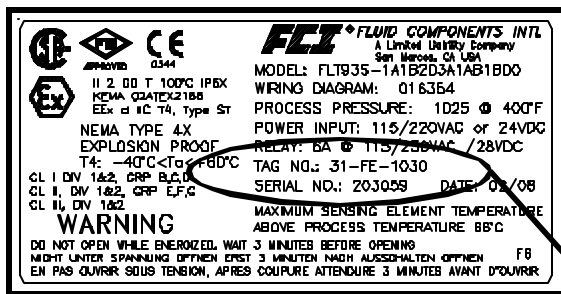 FCI FLUID COMPONENTS INTL
A Limited Liability Company
San Marcos, CA USA
APPROVED
0344
II 2 GD T 100°C IP6X
KEMA 02ATEX2166
EEx d IIC T4, Type ST
NEMA TYPE 4X
EXPLOSION PROOF
T4: -40°C<Ta<+60°C
CL I DIV 1&2, GRP B,C,D
CL II, DIV 1&2, GRP E,F,G
CL III, DIV 1&2
MODEL: FLT93S-1A1B2D3A1AB1BD0
WIRING DIAGRAM: 016364
PROCESS PRESSURE: 1025 @ 400°F
POWER INPUT: 115/220VAC or 24VDC
RELAY: 6A @ 115/230VAC /28VDC
TAG NO.: 31-FE-1030
SERIAL NO.: 203059 DATE: 02/06
MAXIMUM SENSING ELEMENT TEMPERATURE
ABOVE PROCESS TEMPERATURE 66°C
WARNING
DO NOT OPEN WHILE ENERGIZED. WAIT 3 MINUTES BEFORE OPENING
NICHT UNTER SPANNUNG OFFNEN ERST 3 MINUTES NACH AUSSCHALTEN OFFNEN
EN PAS OUVRIR SOUS TENSION, APRES COUPURE ATTENDURE 3 MINUTES AVANT D'OUVRIR